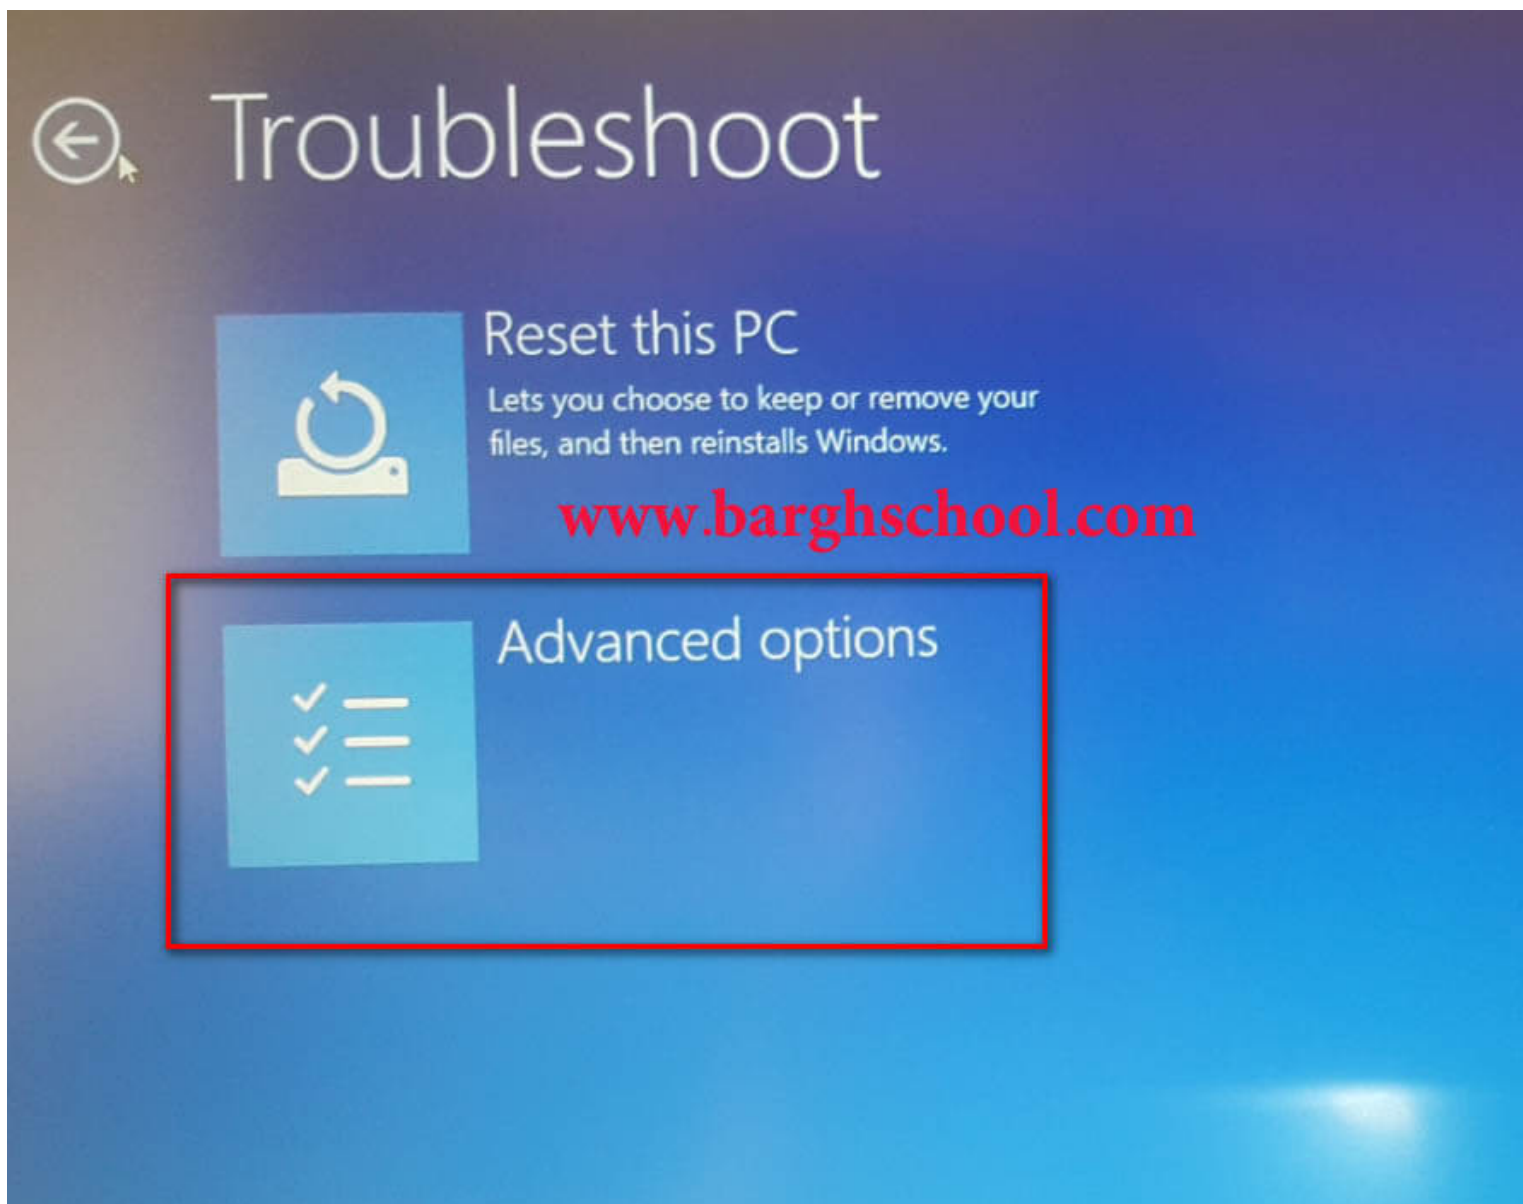 Troubleshoot
Reset this PC
Lets you choose to keep or remove your
files, and then reinstalls Windows.
www.barghschool.com
Advanced options